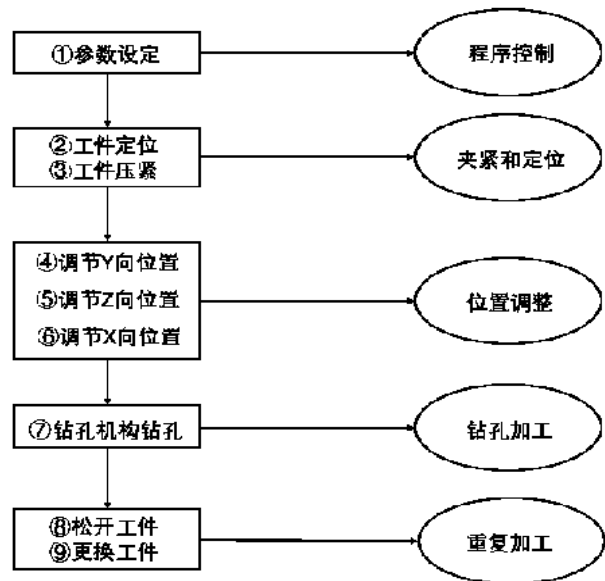 ①参数设定
程序控制
②工件定位
③工件压紧
夹紧和定位
④调节Y向位置
⑤调节Z向位置
⑥调节X向位置
位置调整
⑦钻孔机构钻孔
钻孔加工
⑧松开工件
⑨更换工件
重复加工